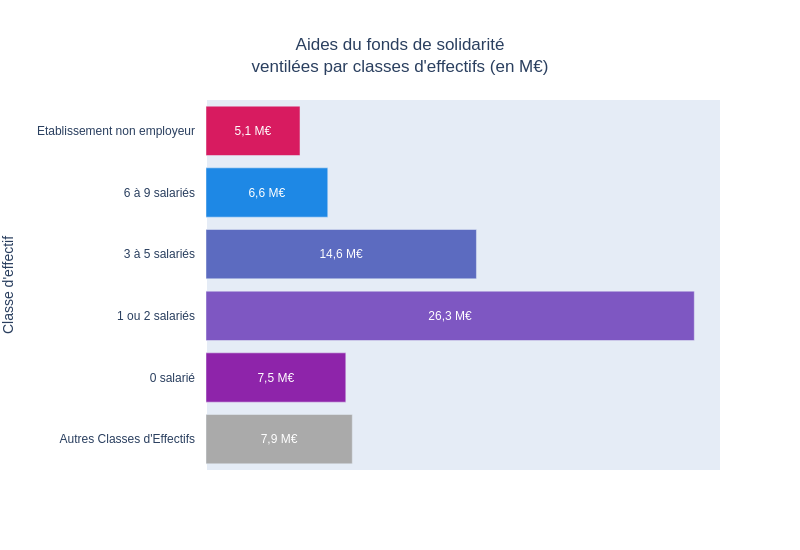 Aides du fonds de solidarité
ventilées par classes d'effectifs (en M€)
Classe d'effectif
Etablissement non employeur
5,1 M€
6 à 9 salariés
6,6 M€
3 à 5 salariés
14,6 M€
1 ou 2 salariés
26,3 M€
0 salarié
7,5 M€
Autres Classes d'Effectifs
7,9 M€